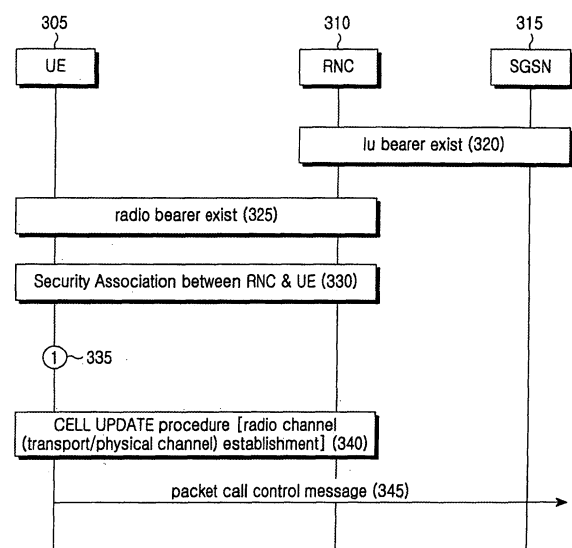 305
310
315
UE
RNC
SGSN
Iu bearer exist (320)
radio bearer exist (325)
Security Association between RNC & UE (330)
1
335
CELL UPDATE procedure [radio channel
(transport/physical channel) establishment] (340)
packet call control message (345)